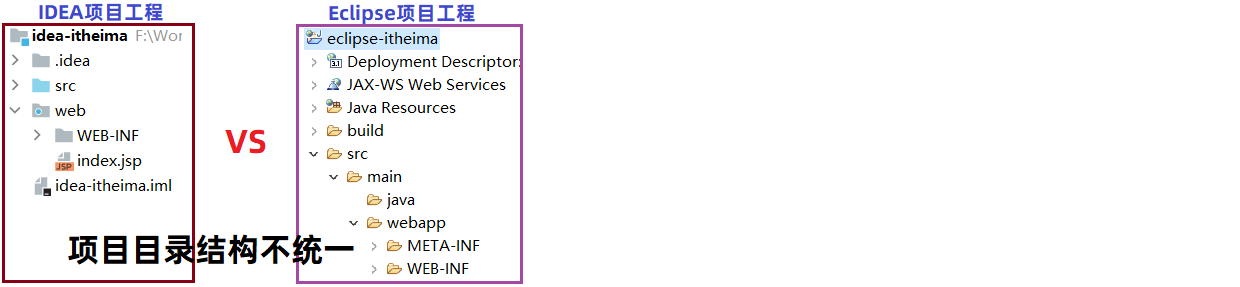 IDEA项目工程
idea-itheima F:\Wor
.idea
src
web
WEB-INF
index.jsp
JSP
idea-itheima.iml
VS
Eclipse项目工程
eclipse-itheima
3.1
Deployment Descriptor:
JAX-WS Web Services
Java Resources
build
src
main
java
webapp
META-INF
WEB-INF
项目目录结构不统一